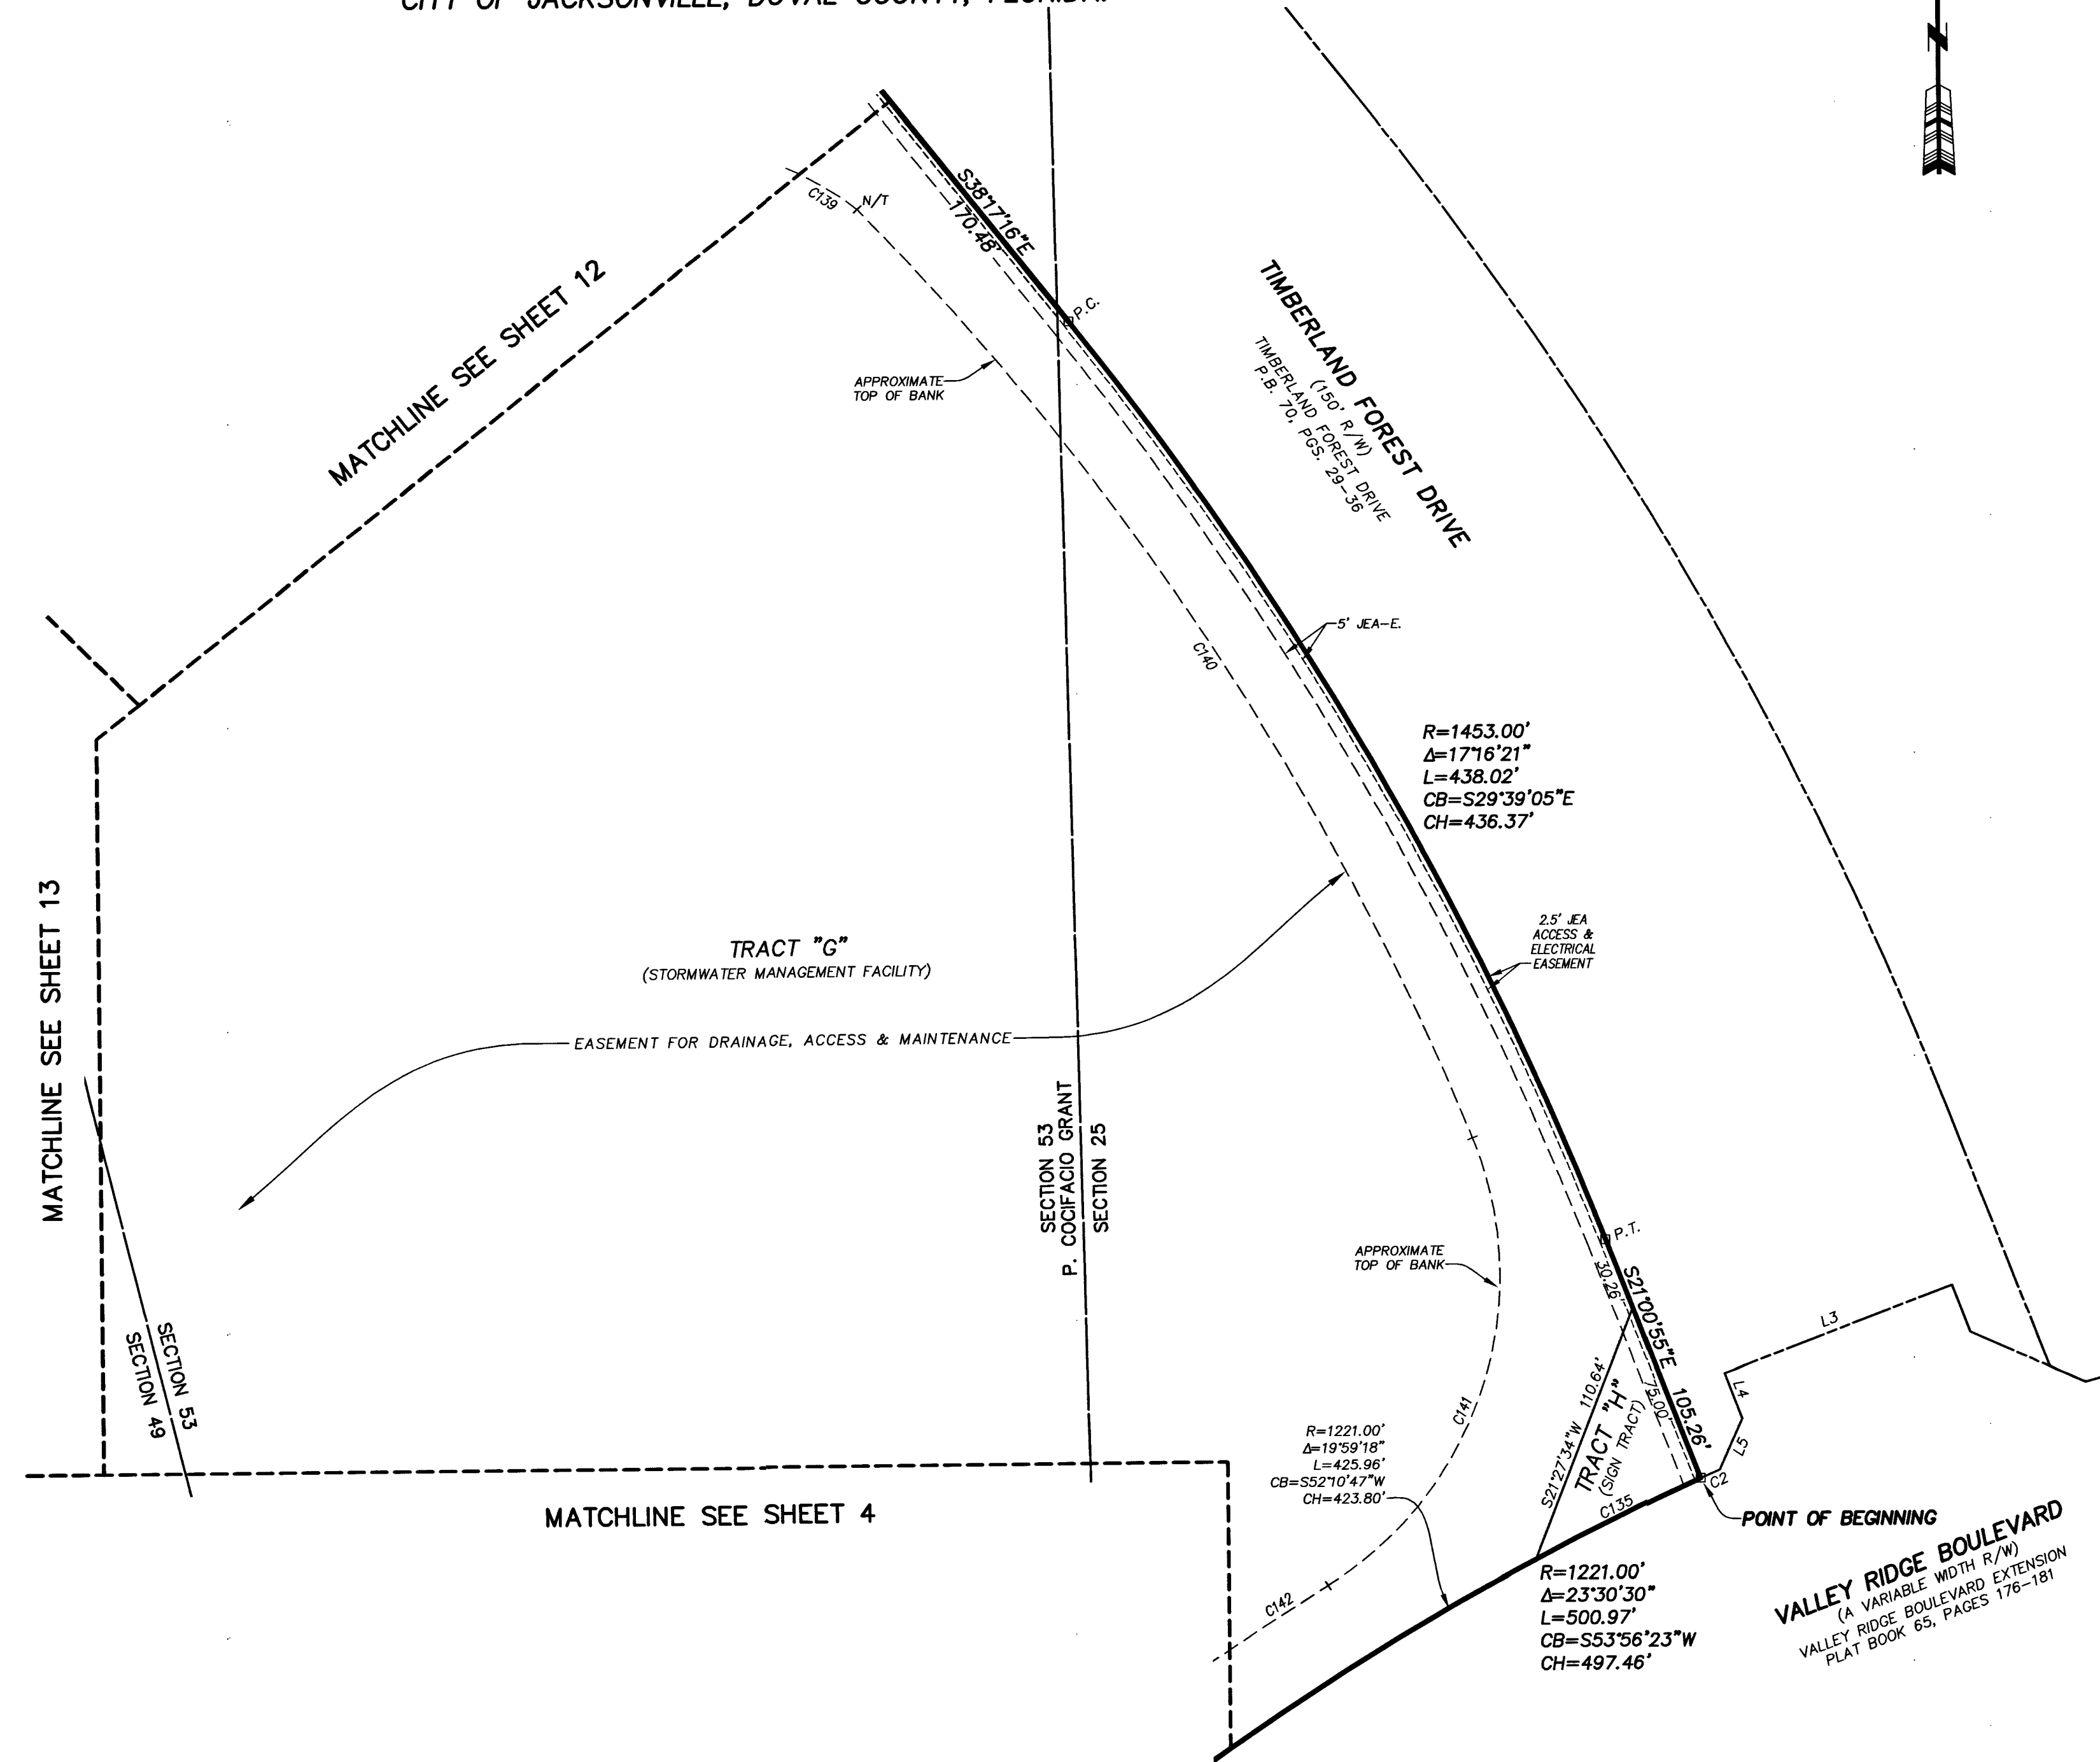 CITY OF JACKSONVILLE, DUVAL COUNTY, FLORIDA.
N
S38°17'16"E
170.48'
C139
N/T
P.C.
MATCHLINE SEE SHEET 12
APPROXIMATE
TOP OF BANK
TIMBERLAND FOREST DRIVE
(150' R/W)
TIMBERLAND FOREST DRIVE
P.B. 70, PGS. 29-36
5' JEA-E.
C140
R=1453.00'
Δ=17°16'21"
L=438.02'
CB=S29°39'05"E
CH=436.37'
2.5' JEA
ACCESS &
ELECTRICAL
EASEMENT
MATCHLINE SEE SHEET 13
TRACT "G"
(STORMWATER MANAGEMENT FACILITY)
EASEMENT FOR DRAINAGE, ACCESS & MAINTENANCE
SECTION 53
P. COCIFACIO GRANT
SECTION 25
APPROXIMATE
TOP OF BANK
P.T.
30.26'
S21°00'55"E 105.26'
75.00'
L3
L4
L5
C2
SECTION 53
SECTION 49
C141
S21°27'34"W 110.64'
TRACT "H"
(SIGN TRACT)
C135
R=1221.00'
Δ=19°59'18"
L=425.96'
CB=S52°10'47"W
CH=423.80'
MATCHLINE SEE SHEET 4
POINT OF BEGINNING
C142
R=1221.00'
Δ=23°30'30"
L=500.97'
CB=S53°56'23"W
CH=497.46'
VALLEY RIDGE BOULEVARD
(A VARIABLE WIDTH R/W)
VALLEY RIDGE BOULEVARD EXTENSION
PLAT BOOK 65, PAGES 176-181